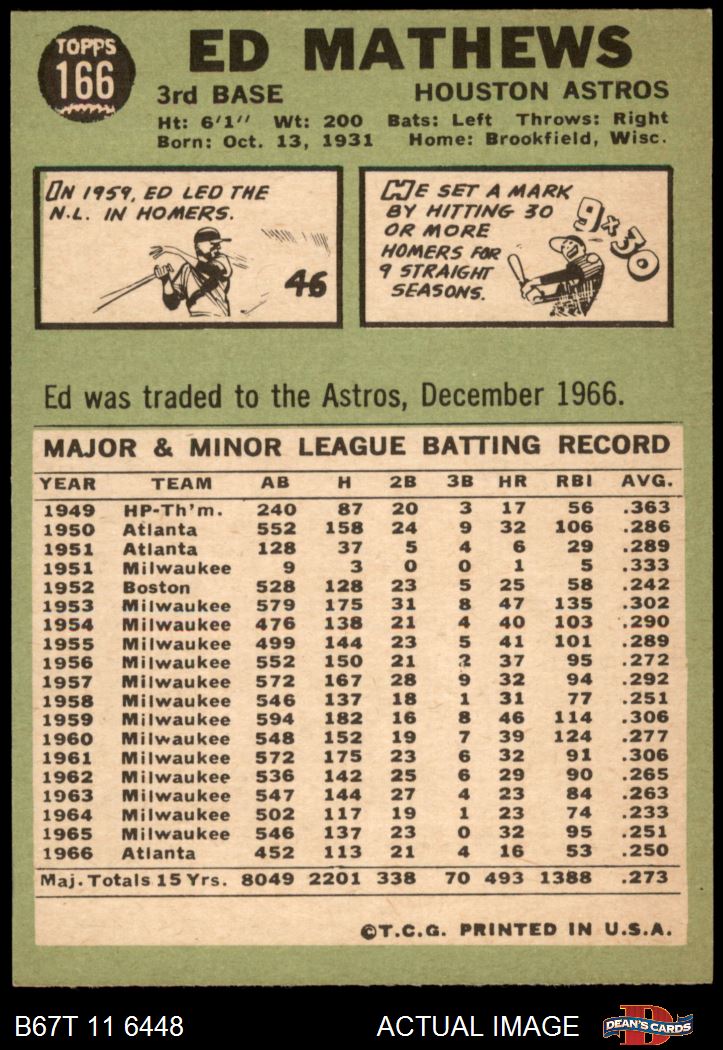 TOPPS
166
ED MATHEWS
3rd BASE HOUSTON ASTROS
Ht: 6'1" Wt: 200 Bats: Left Throws: Right
Born: Oct. 13, 1931 Home: Brookfield, Wisc.
IN 1959, ED LED THE
N.L. IN HOMERS.
46
HE SET A MARK
BY HITTING 30
OR MORE
HOMERS FOR
9 STRAIGHT
SEASONS.
9x30
Ed was traded to the Astros, December 1966.
MAJOR & MINOR LEAGUE BATTING RECORD
YEAR TEAM AB H 2B 3B HR RBI AVG.
1949 HP-Th'm. 240 87 20 3 17 56 .363
1950 Atlanta 552 158 24 9 32 106 .286
1951 Atlanta 128 37 5 4 6 29 .289
1951 Milwaukee 9 3 0 0 1 5 .333
1952 Boston 528 128 23 5 25 58 .242
1953 Milwaukee 579 175 31 8 47 135 .302
1954 Milwaukee 476 138 21 4 40 103 .290
1955 Milwaukee 499 144 23 5 41 101 .289
1956 Milwaukee 552 150 21 2 37 95 .272
1957 Milwaukee 572 167 28 9 32 94 .292
1958 Milwaukee 546 137 18 1 31 77 .251
1959 Milwaukee 594 182 16 8 46 114 .306
1960 Milwaukee 548 152 19 7 39 124 .277
1961 Milwaukee 572 175 23 6 32 91 .306
1962 Milwaukee 536 142 25 6 29 90 .265
1963 Milwaukee 547 144 27 4 23 84 .263
1964 Milwaukee 502 117 19 1 23 74 .233
1965 Milwaukee 546 137 23 0 32 95 .251
1966 Atlanta 452 113 21 4 16 53 .250
Maj. Totals 15 Yrs. 8049 2201 338 70 493 1388 .273
©T.C.G. PRINTED IN U.S.A.
B67T 11 6448 ACTUAL IMAGE
D
DEAN'S CARDS